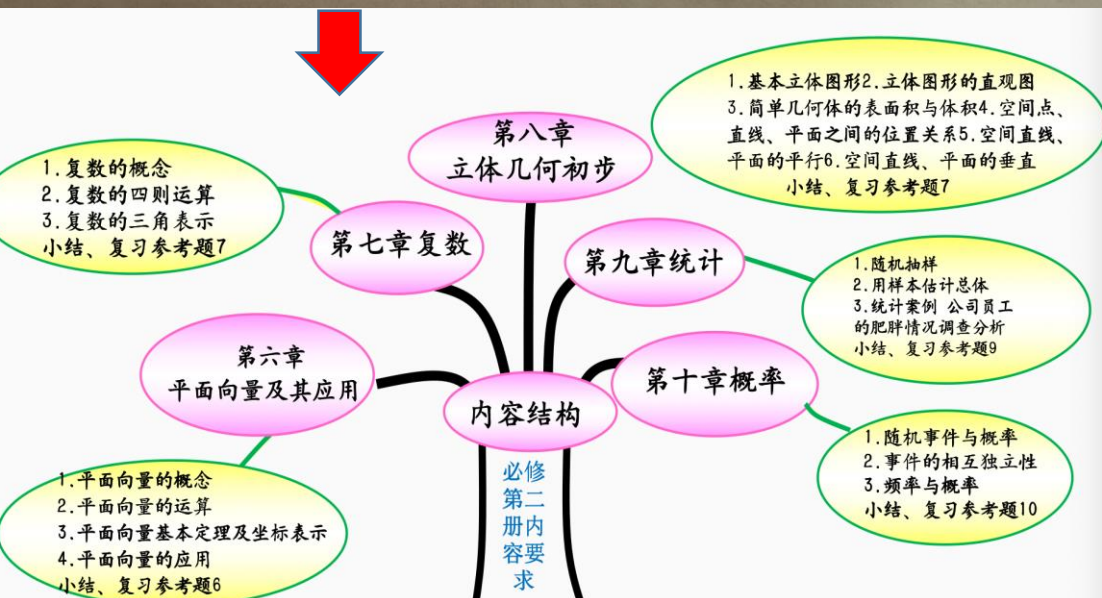 1.基本立体图形2.立体图形的直观图
3.简单几何体的表面积与体积4.空间点、
直线、平面之间的位置关系5.空间直线、
平面的平行6.空间直线、平面的垂直
小结、复习参考题7
第八章
立体几何初步
1.复数的概念
2.复数的四则运算
3.复数的三角表示
小结、复习参考题7
第七章复数
第九章统计
1.随机抽样
2.用样本估计总体
3.统计案例 公司员工
的肥胖情况调查分析
小结、复习参考题9
第六章
平面向量及其应用
第十章概率
内容结构
1.随机事件与概率
2.事件的相互独立性
3.频率与概率
小结、复习参考题10
1.平面向量的概念
2.平面向量的运算
3.平面向量基本定理及坐标表示
4.平面向量的应用
小结、复习参考题6
必修
第二
册内
容要
求